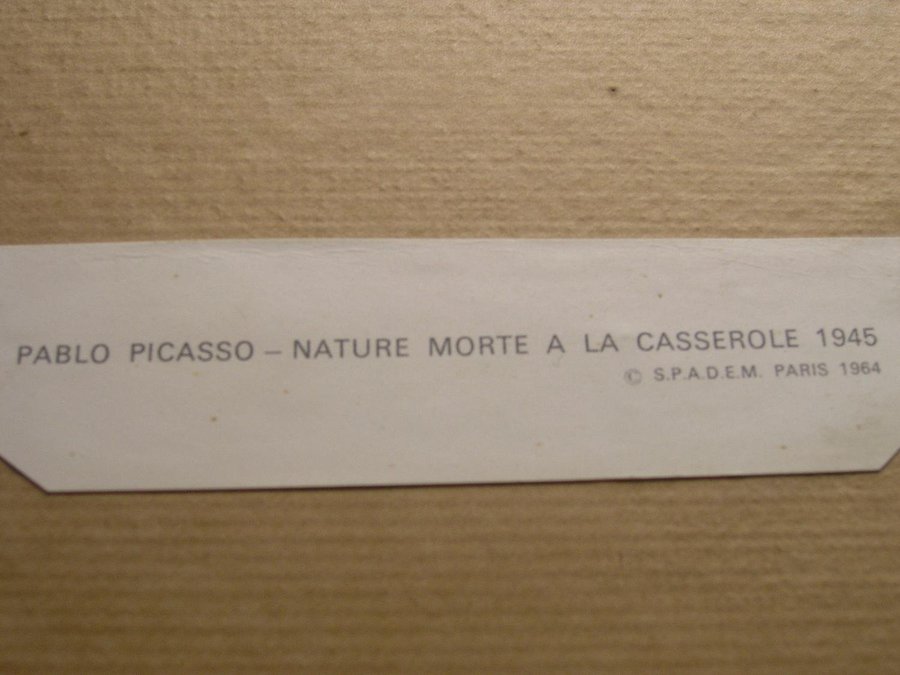 PABLO PICASSO – NATURE MORTE A LA CASSEROLE 1945
© S.P.A.D.E.M. PARIS 1964